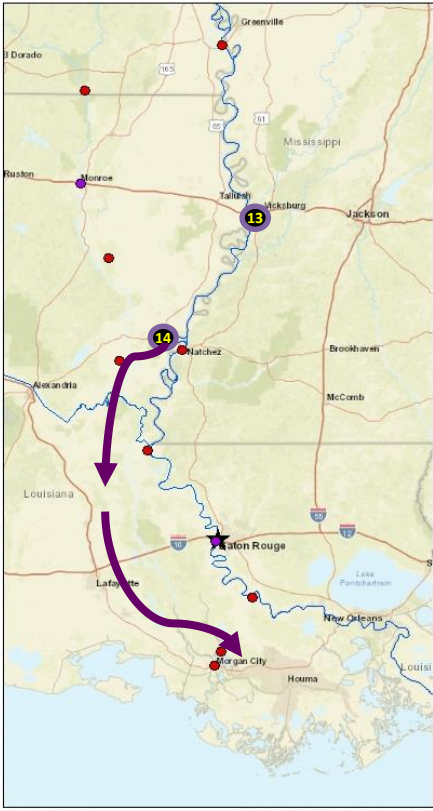 Greenville
El Dorado
165
65
61
Mississippi
Ruston
Monroe
Tallulah
Vicksburg
13
Jackson
14
Natchez
Brookhaven
Alexandria
McComb
Louisiana
55
10
12
Baton Rouge
Lake
Pontchartrain
Lafayette
New Orleans
Morgan City
Houma
Louisi